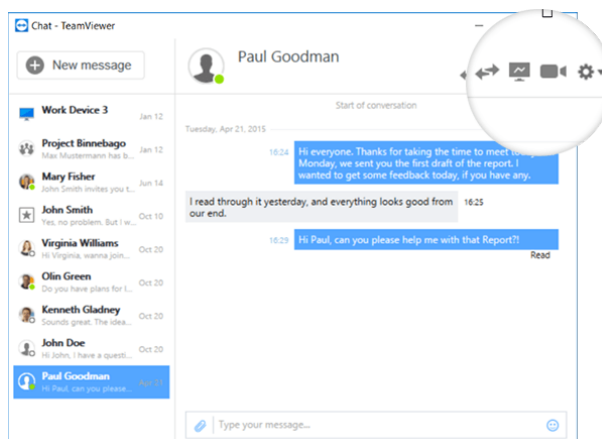 Chat - TeamViewer
New message
Work Device 3
Jan 12
Project Binnebago
Max Mustermann has b...
Jan 12
Mary Fisher
John Smith invites you t...
Jun 14
John Smith
Yes, no problem. But I w...
Oct 10
Virginia Williams
Hi Virginia, wanna join...
Oct 20
Olin Green
Do you have plans for l...
Oct 20
Kenneth Gladney
Sounds great. The idea...
Oct 20
John Doe
Hi John, I have a questi...
Oct 20
Paul Goodman
Hi Paul, can you please...
Apr 21
Paul Goodman
Start of conversation
Tuesday, Apr 21, 2015
16:24
Hi everyone. Thanks for taking the time to meet
Monday, we sent you the first draft of the report. I
wanted to get some feedback today, if you have any.
I read through it yesterday, and everything looks good from
our end.
16:25
16:29
Hi Paul, can you please help me with that Report?!
Read
Type your message...